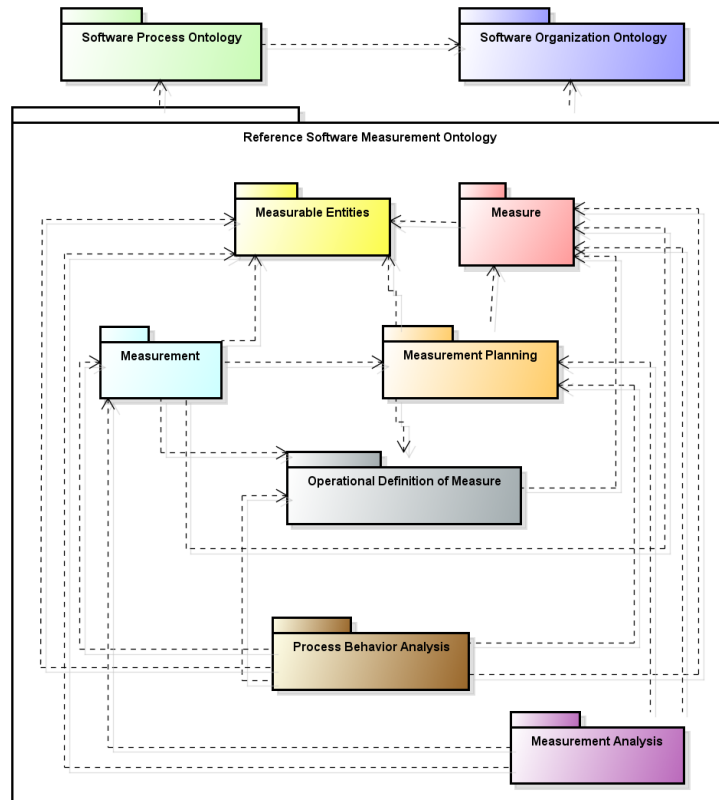 Software Process Ontology
Software Organization Ontology
Reference Software Measurement Ontology
Measurable Entities
Measure
Measurement
Measurement Planning
Operational Definition of Measure
Process Behavior Analysis
Measurement Analysis